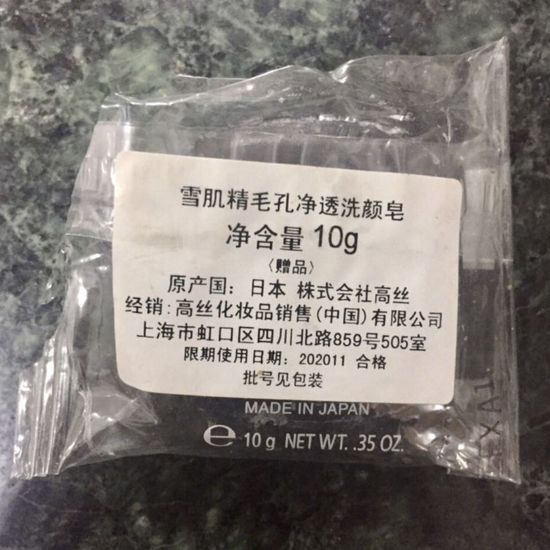 雪肌精毛孔净透洗颜皂
净含量 10g
〈赠品〉
原产国：日本 株式会社高丝
经销：高丝化妆品销售(中国)有限公司
上海市虹口区四川北路859号505室
限期使用日期：202011 合格
批号见包装
MADE IN JAPAN
e 10 g NET WT. .35 OZ.